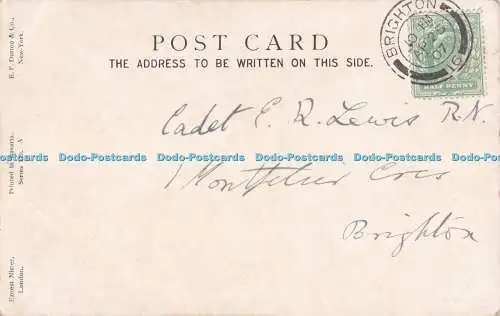 POST CARD
THE ADDRESS TO BE WRITTEN ON THIS SIDE.
BRIGHTON
07
HALF PENNY
Cadet E. R. Lewis R.N.
1 Montpelier Cres
Brighton
E. P. Dutton & Co.,
New-York.
Printed in Bavaria.
Series A
Ernest Nister,
London.
Dodo-Postcards Dodo-Postcards Dodo-Postcards Dodo-Postcards Dodo-Postcards